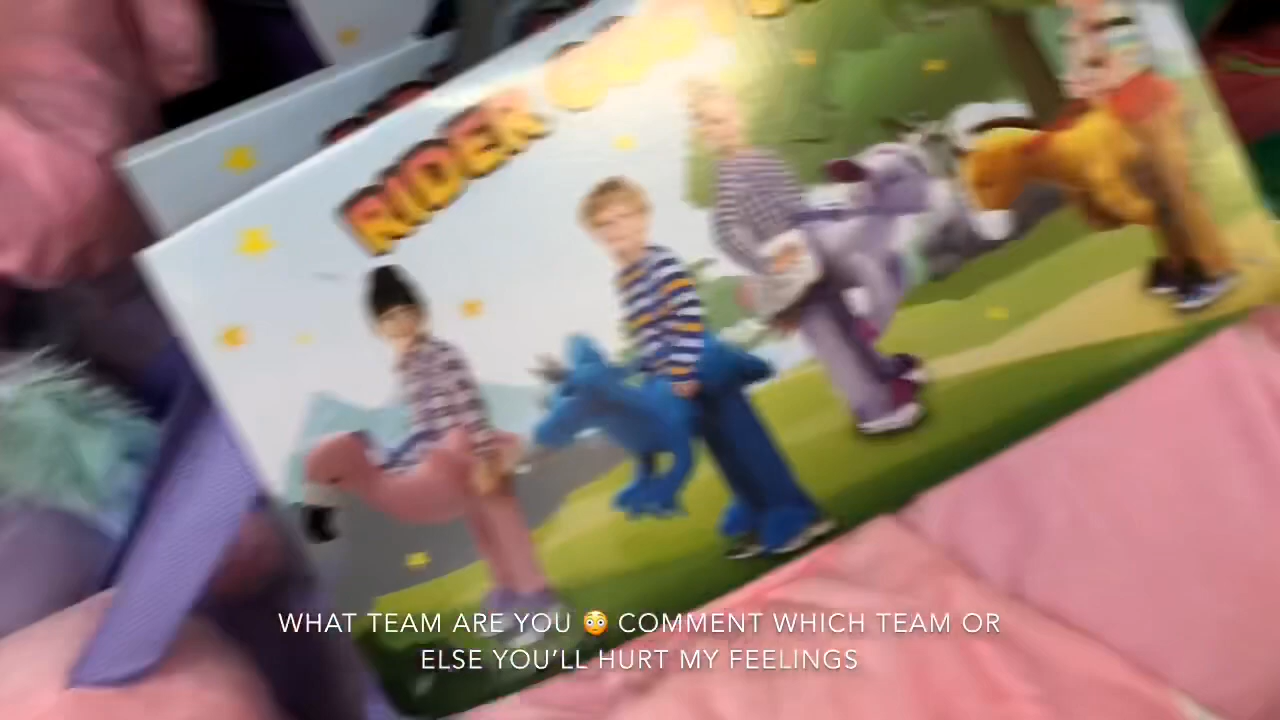 RIDER
WHAT TEAM ARE YOU 😳 COMMENT WHICH TEAM OR
ELSE YOU’LL HURT MY FEELINGS